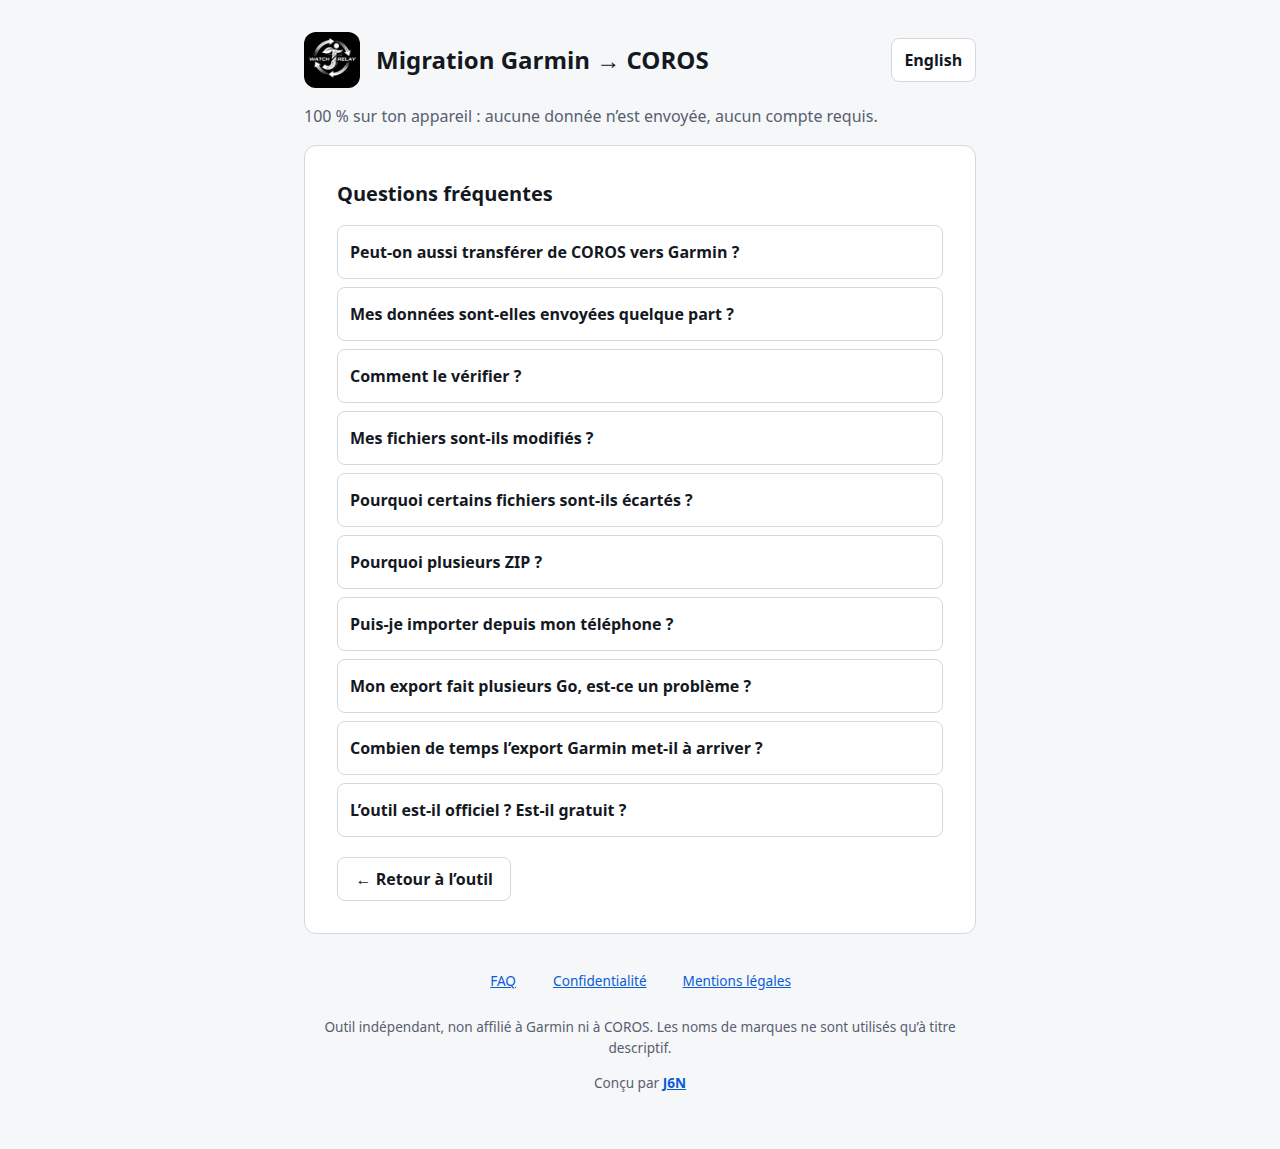 WATCH RELAY
Migration Garmin → COROS
English
100 % sur ton appareil : aucune donnée n’est envoyée, aucun compte requis.
Questions fréquentes
Peut-on aussi transférer de COROS vers Garmin ?
Mes données sont-elles envoyées quelque part ?
Comment le vérifier ?
Mes fichiers sont-ils modifiés ?
Pourquoi certains fichiers sont-ils écartés ?
Pourquoi plusieurs ZIP ?
Puis-je importer depuis mon téléphone ?
Mon export fait plusieurs Go, est-ce un problème ?
Combien de temps l’export Garmin met-il à arriver ?
L’outil est-il officiel ? Est-il gratuit ?
← Retour à l’outil
FAQ Confidentialité Mentions légales
Outil indépendant, non affilié à Garmin ni à COROS. Les noms de marques ne sont utilisés qu’à titre
descriptif.
Conçu par J6N